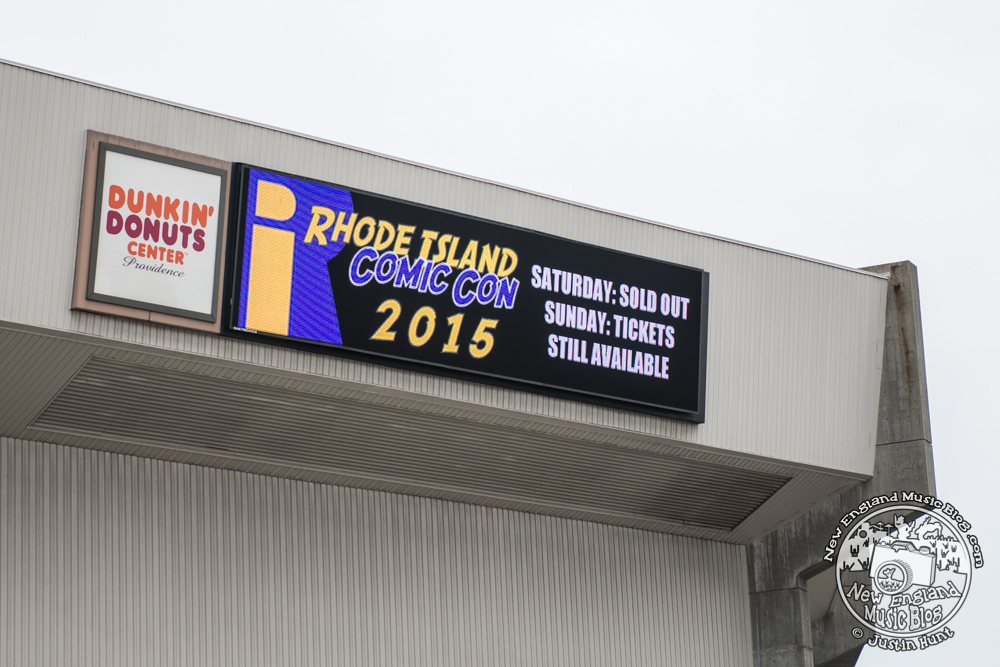 DUNKIN'
DONUTS
CENTER
Providence
RHODE ISLAND
COMIC CON
2015
SATURDAY: SOLD OUT
SUNDAY: TICKETS
STILL AVAILABLE
New England Music Blog.com
New England
Music Blog
© Justin Hunt